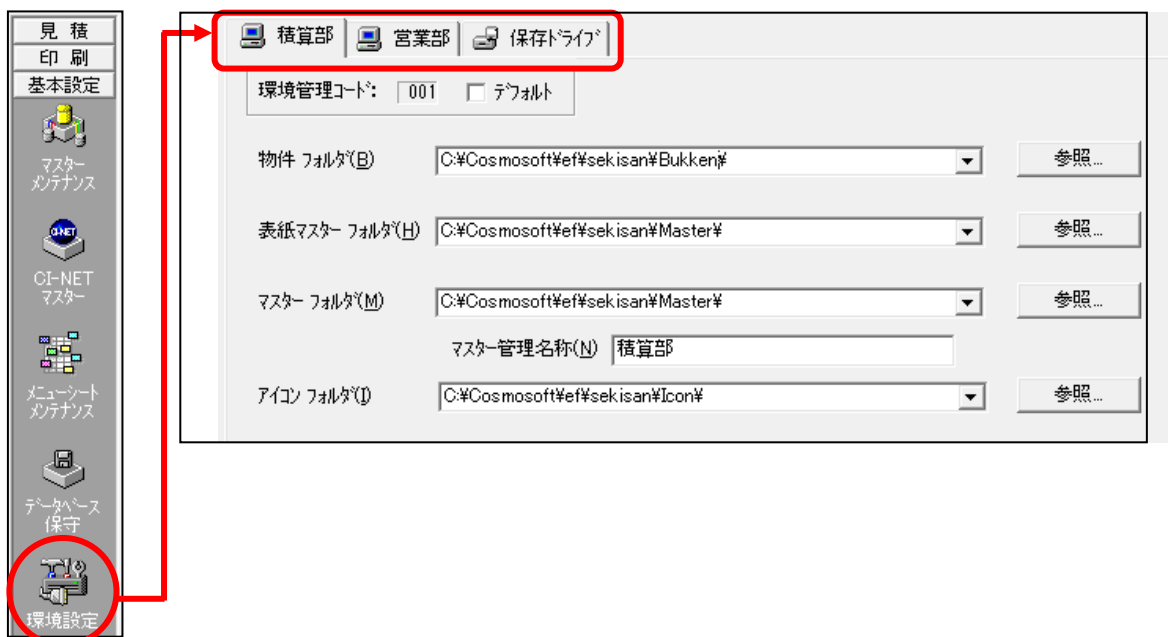 見 積
印 刷
基本設定
マスター
メンテナンス
CI-NET
CI-NET
マスター
メニューシート
メンテナンス
データベース
保守
環境設定
積算部
営業部
保存ドライブ
環境管理コード： 001 デフォルト
物件 フォルダ(B) C:¥Cosmosoft¥ef¥sekisan¥Bukken¥ 参照...
表紙マスター フォルダ(H) C:¥Cosmosoft¥ef¥sekisan¥Master¥ 参照...
マスター フォルダ(M) C:¥Cosmosoft¥ef¥sekisan¥Master¥ 参照...
マスター管理名称(N) 積算部
アイコン フォルダ(I) C:¥Cosmosoft¥ef¥sekisan¥Icon¥ 参照...